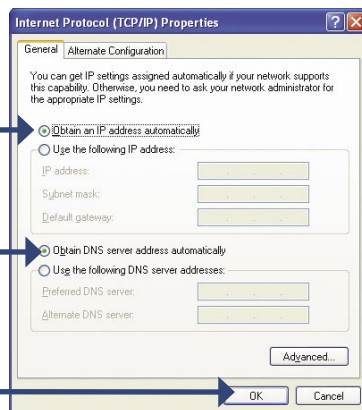 Internet Protocol (TCP/IP) Properties
General Alternate Configuration
You can get IP settings assigned automatically if your network supports
this capability. Otherwise, you need to ask your network administrator for
the appropriate IP settings.
Obtain an IP address automatically
Use the following IP address:
IP address:
Subnet mask:
Default gateway:
Obtain DNS server address automatically
Use the following DNS server addresses:
Preferred DNS server:
Alternate DNS server:
Advanced...
OK Cancel